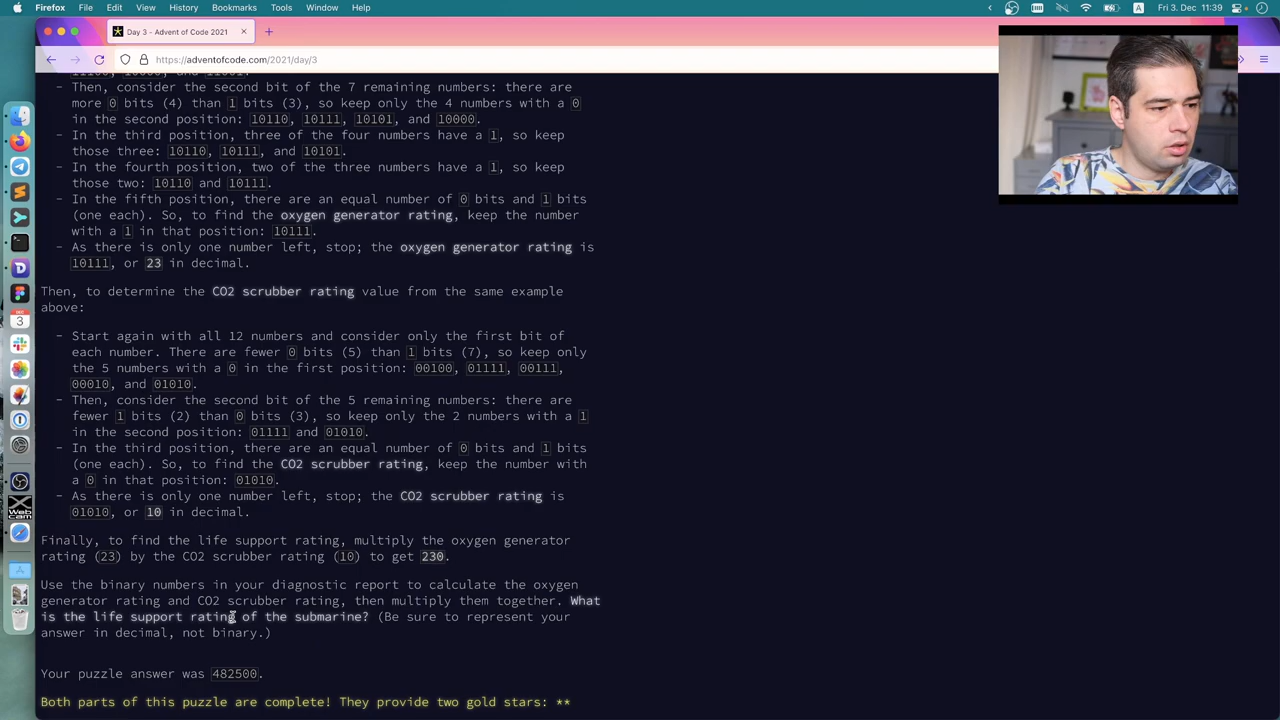 Firefox File Edit View History Bookmarks Tools Window Help A Fri 3. Dec 11:39
Day 3 - Advent of Code 2021
https://adventofcode.com/2021/day/3
11100, 10000, and 11001.
- Then, consider the second bit of the 7 remaining numbers: there are
more 0 bits (4) than 1 bits (3), so keep only the 4 numbers with a 0
in the second position: 10110, 10111, 10101, and 10000.
- In the third position, three of the four numbers have a 1, so keep
those three: 10110, 10111, and 10101.
- In the fourth position, two of the three numbers have a 1, so keep
those two: 10110 and 10111.
- In the fifth position, there are an equal number of 0 bits and 1 bits
(one each). So, to find the oxygen generator rating, keep the number
with a 1 in that position: 10111.
- As there is only one number left, stop; the oxygen generator rating is
10111, or 23 in decimal.
Then, to determine the CO2 scrubber rating value from the same example
above:
- Start again with all 12 numbers and consider only the first bit of
each number. There are fewer 0 bits (5) than 1 bits (7), so keep only
the 5 numbers with a 0 in the first position: 00100, 01111, 00111,
00010, and 01010.
- Then, consider the second bit of the 5 remaining numbers: there are
fewer 1 bits (2) than 0 bits (3), so keep only the 2 numbers with a 1
in the second position: 01111 and 01010.
- In the third position, there are an equal number of 0 bits and 1 bits
(one each). So, to find the CO2 scrubber rating, keep the number with
a 0 in that position: 01010.
- As there is only one number left, stop; the CO2 scrubber rating is
01010, or 10 in decimal.
Finally, to find the life support rating, multiply the oxygen generator
rating (23) by the CO2 scrubber rating (10) to get 230.
Use the binary numbers in your diagnostic report to calculate the oxygen
generator rating and CO2 scrubber rating, then multiply them together. What
is the life support rating of the submarine? (Be sure to represent your
answer in decimal, not binary.)
Your puzzle answer was 482500.
Both parts of this puzzle are complete! They provide two gold stars: **
DEC
3
X
Web
cam